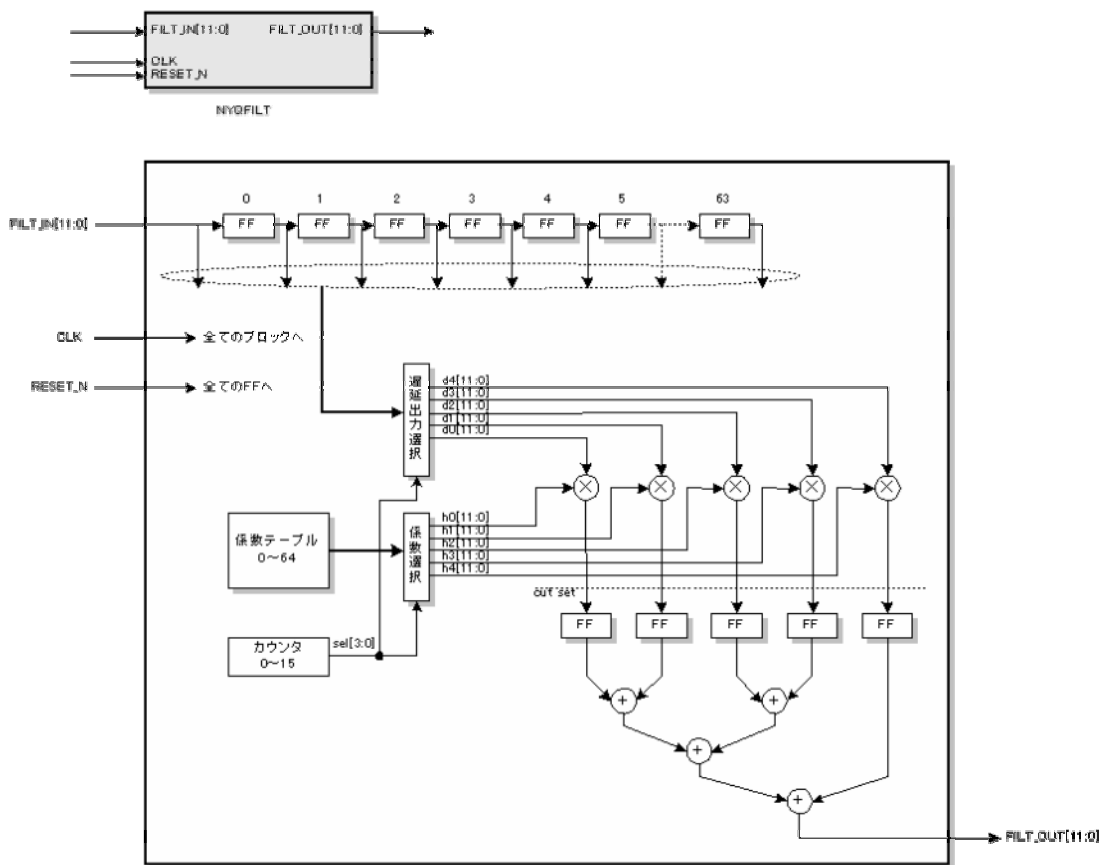 FILT_IN[11:0] FILT_OUT[11:0]
CLK
RESET_N
NYOFILT
0 1 2 3 4 5 63
FILT_IN[11:0] FF FF FF FF FF FF FF
CLK 全てのブロックへ
RESET_N 全てのFFへ
遅延出力選択
d4[11:0]
d3[11:0]
d2[11:0]
d1[11:0]
d0[11:0]
× × × × ×
係数テーブル
0～64
係数選択
h0[11:0]
h1[11:0]
h2[11:0]
h3[11:0]
h4[11:0]
cut set
FF FF FF FF FF
カウンタ
0～15
sel[3:0]
+ +
+
+
FILT_OUT[11:0]